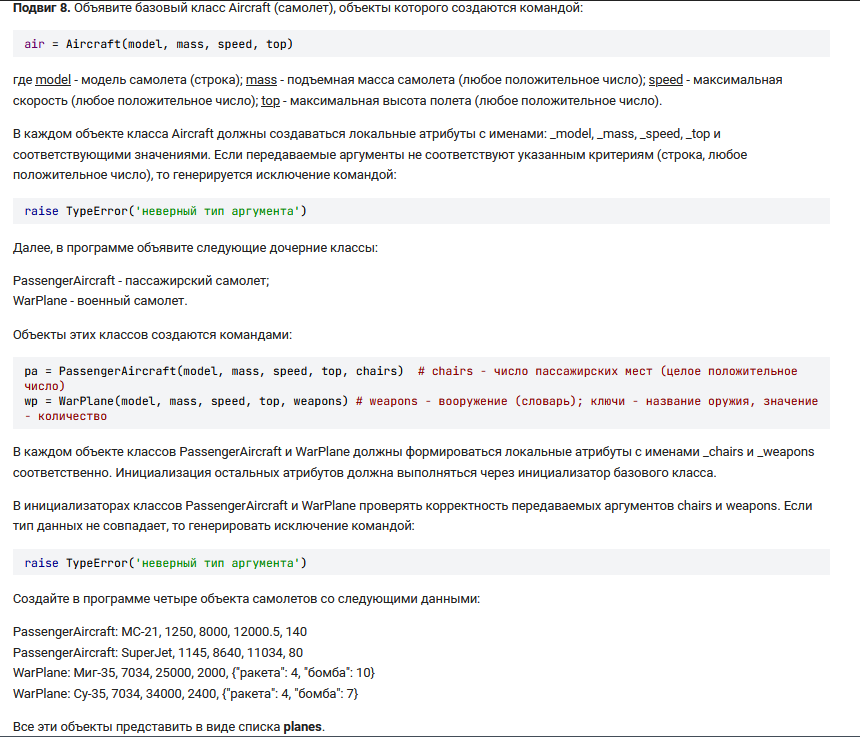 Подвиг 8. Объявите базовый класс Aircraft (самолет), объекты которого создаются командой:
air = Aircraft(model, mass, speed, top)
где model - модель самолета (строка); mass - подъемная масса самолета (любое положительное число); speed - максимальная
скорость (любое положительное число); top - максимальная высота полета (любое положительное число).
В каждом объекте класса Aircraft должны создаваться локальные атрибуты с именами: _model, _mass, _speed, _top и
соответствующими значениями. Если передаваемые аргументы не соответствуют указанным критериям (строка, любое
положительное число), то генерируется исключение командой:
raise TypeError('неверный тип аргумента')
Далее, в программе объявите следующие дочерние классы:
PassengerAircraft - пассажирский самолет;
WarPlane - военный самолет.
Объекты этих классов создаются командами:
pa = PassengerAircraft(model, mass, speed, top, chairs)  # chairs - число пассажирских мест (целое положительное
число)
wp = WarPlane(model, mass, speed, top, weapons) # weapons - вооружение (словарь); ключи - название оружия, значение
- количество
В каждом объекте классов PassengerAircraft и WarPlane должны формироваться локальные атрибуты с именами _chairs и _weapons
соответственно. Инициализация остальных атрибутов должна выполняться через инициализатор базового класса.
В инициализаторах классов PassengerAircraft и WarPlane проверять корректность передаваемых аргументов chairs и weapons. Если
тип данных не совпадает, то генерировать исключение командой:
raise TypeError('неверный тип аргумента')
Создайте в программе четыре объекта самолетов со следующими данными:
PassengerAircraft: МС-21, 1250, 8000, 12000.5, 140
PassengerAircraft: SuperJet, 1145, 8640, 11034, 80
WarPlane: Миг-35, 7034, 25000, 2000, {"ракета": 4, "бомба": 10}
WarPlane: Су-35, 7034, 34000, 2400, {"ракета": 4, "бомба": 7}
Все эти объекты представить в виде списка planes.